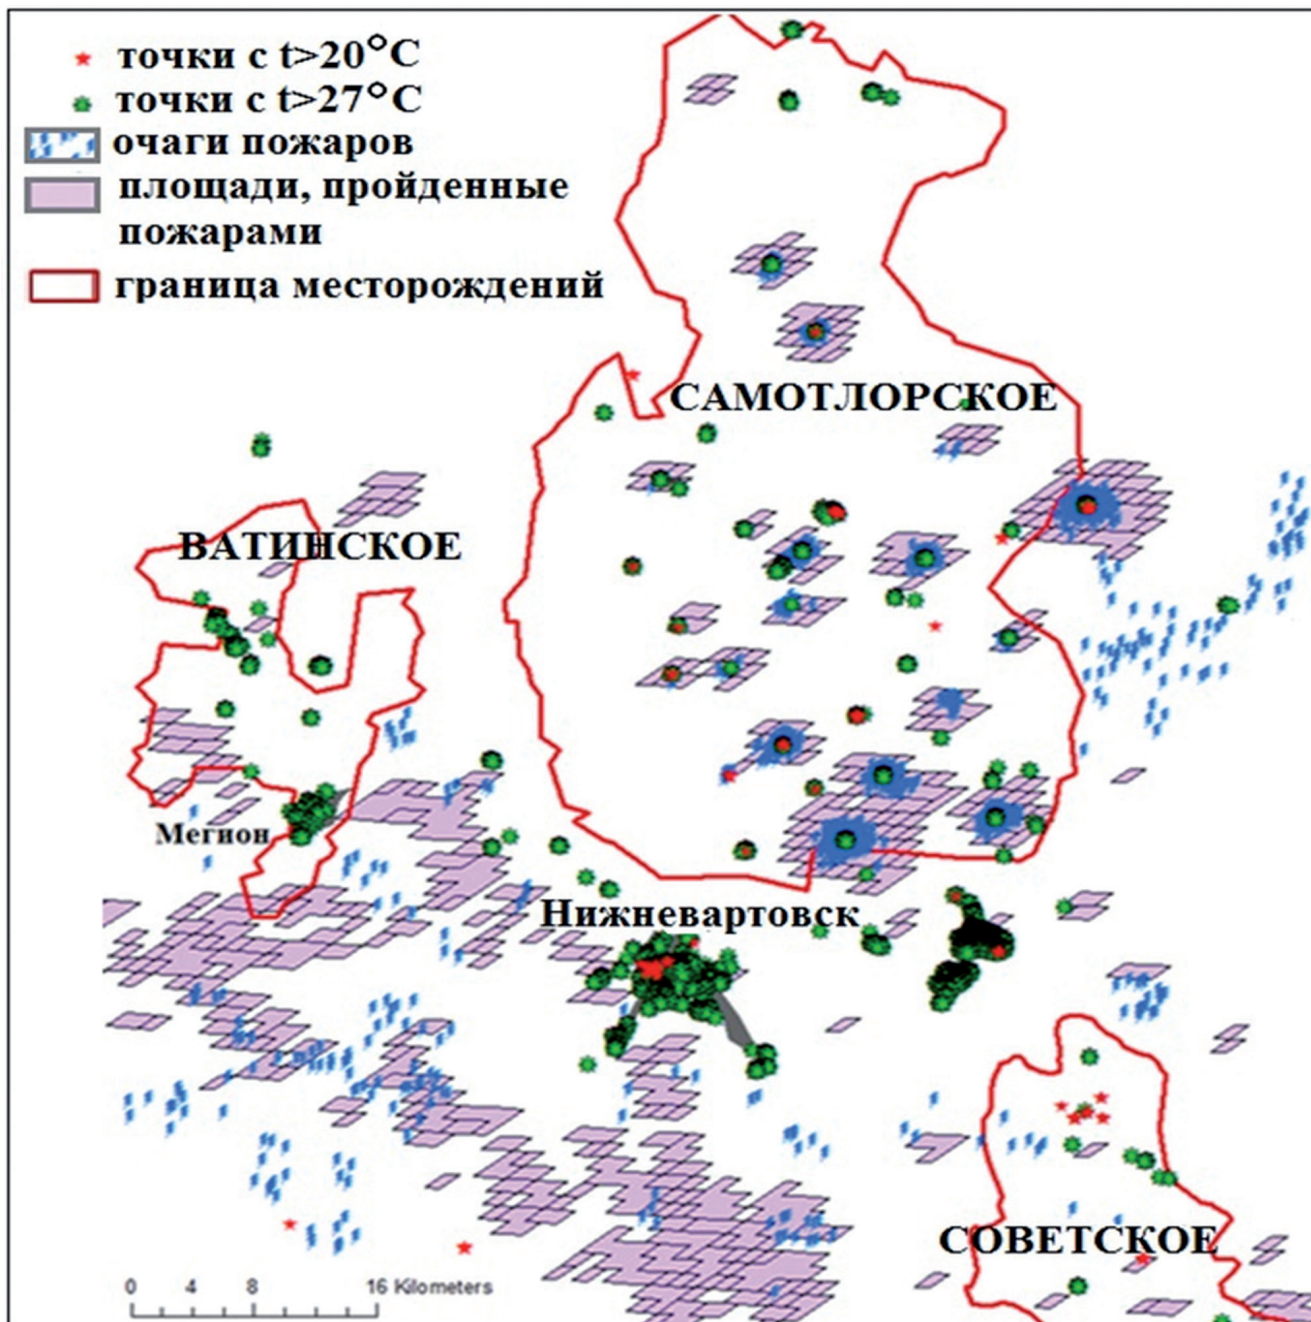 точки с t>20°C
точки с t>27°C
очаги пожаров
площади, пройденные
пожарами
граница месторождений
САМОТЛОРСКОЕ
ВАТИНСКОЕ
Мегион
Нижневартовск
СОВЕТСКОЕ
0 4 8 16 Kilometers